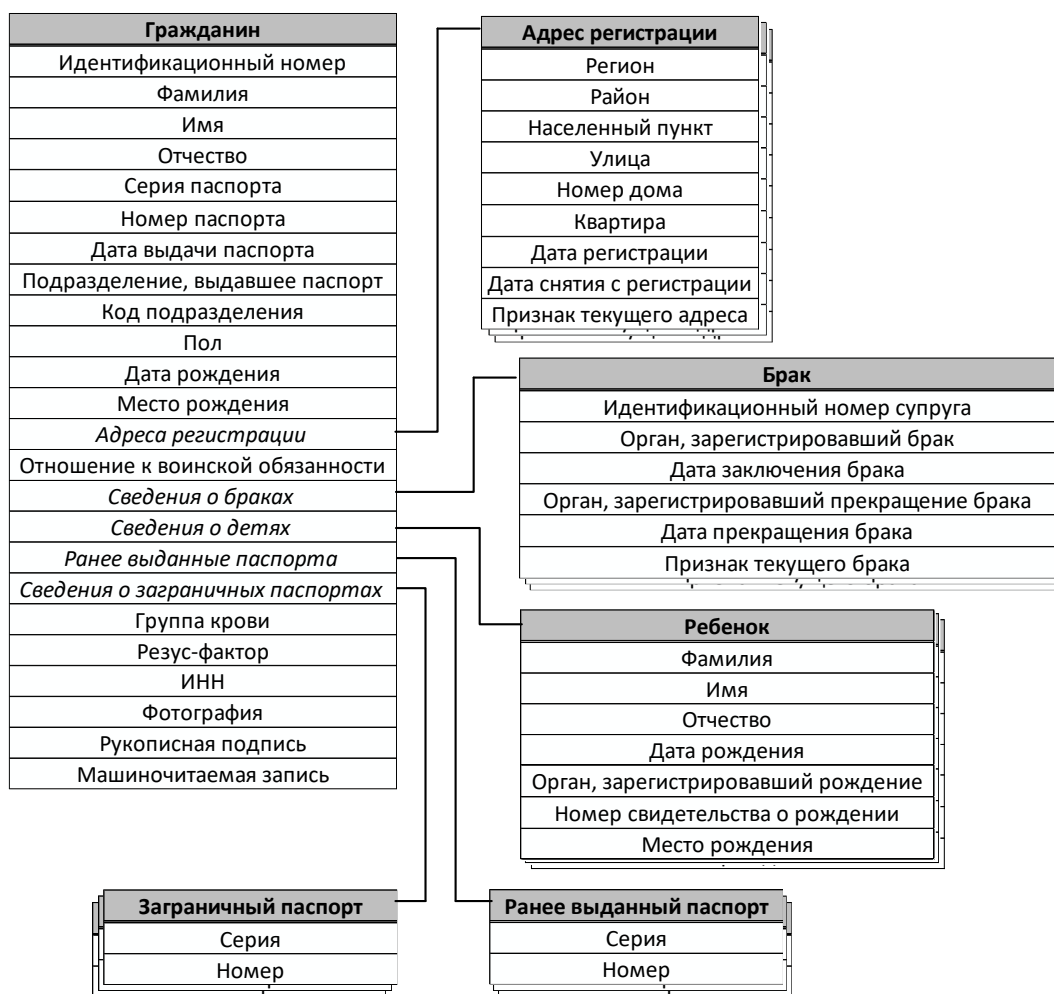 Гражданин
Идентификационный номер
Фамилия
Имя
Отчество
Серия паспорта
Номер паспорта
Дата выдачи паспорта
Подразделение, выдавшее паспорт
Код подразделения
Пол
Дата рождения
Место рождения
Адреса регистрации
Отношение к воинской обязанности
Сведения о браках
Сведения о детях
Ранее выданные паспорта
Сведения о заграничных паспортах
Группа крови
Резус-фактор
ИНН
Фотография
Рукописная подпись
Машиночитаемая запись
Адрес регистрации
Регион
Район
Населенный пункт
Улица
Номер дома
Квартира
Дата регистрации
Дата снятия с регистрации
Признак текущего адреса
Брак
Идентификационный номер супруга
Орган, зарегистрировавший брак
Дата заключения брака
Орган, зарегистрировавший прекращение брака
Дата прекращения брака
Признак текущего брака
Ребенок
Фамилия
Имя
Отчество
Дата рождения
Орган, зарегистрировавший рождение
Номер свидетельства о рождении
Место рождения
Заграничный паспорт
Серия
Номер
Ранее выданный паспорт
Серия
Номер